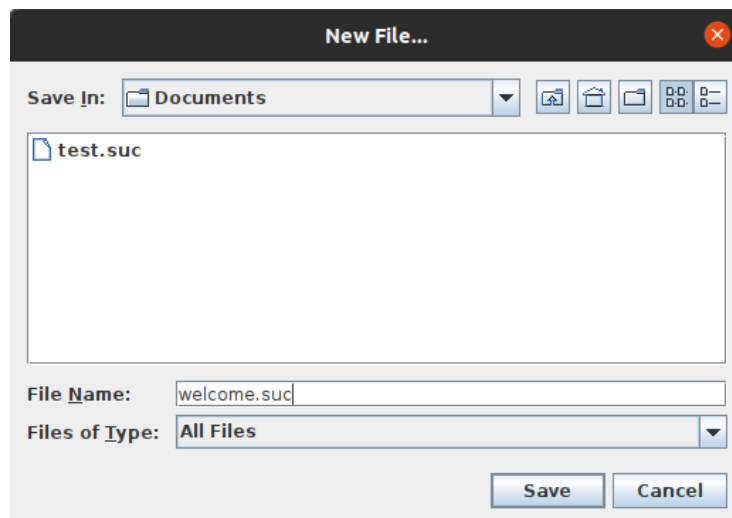 New File...
Save In: Documents
test.suc
File Name: welcome.suc
Files of Type: All Files
Save Cancel